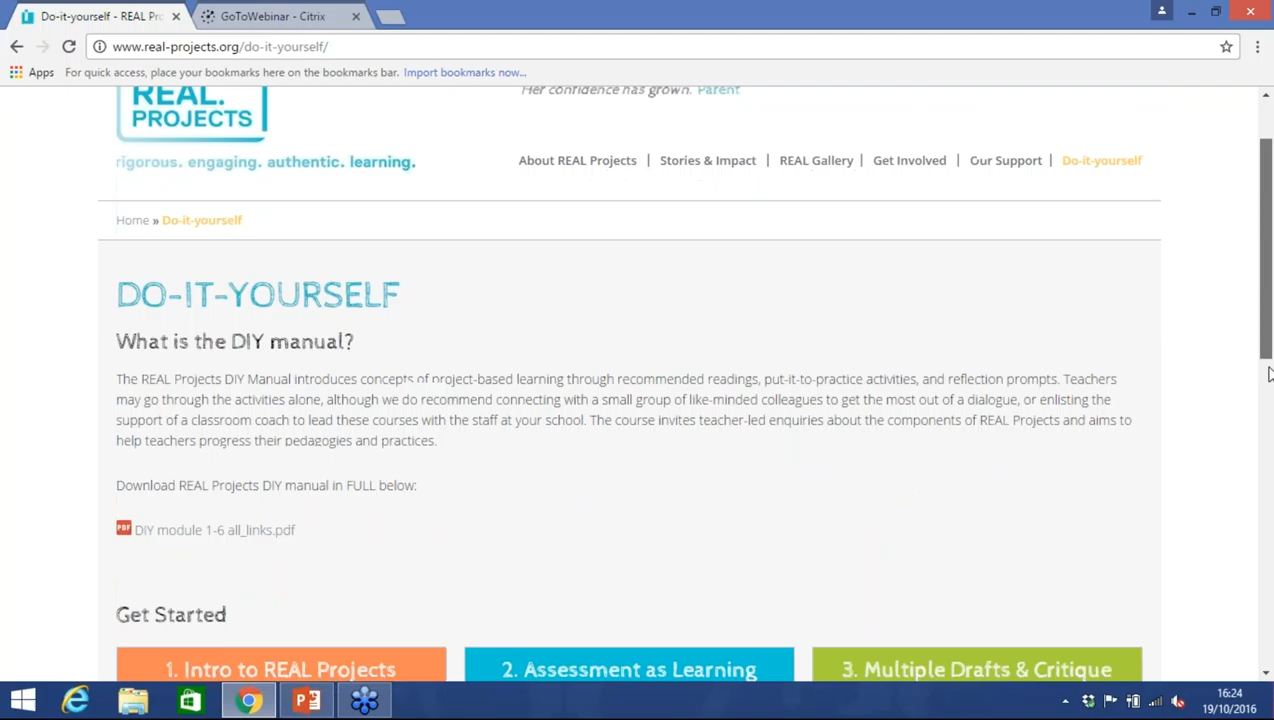 Do-it-yourself - REAL Pro
GoToWebinar - Citrix
www.real-projects.org/do-it-yourself/
Apps For quick access, place your bookmarks here on the bookmarks bar. Import bookmarks now...
REAL.
PROJECTS
rigorous. engaging. authentic. learning.
Her confidence has grown. Parent
About REAL Projects | Stories & Impact | REAL Gallery | Get Involved | Our Support | Do-it-yourself
Home » Do-it-yourself
DO-IT-YOURSELF
What is the DIY manual?
The REAL Projects DIY Manual introduces concepts of project-based learning through recommended readings, put-it-to-practice activities, and reflection prompts. Teachers
may go through the activities alone, although we do recommend connecting with a small group of like-minded colleagues to get the most out of a dialogue, or enlisting the
support of a classroom coach to lead these courses with the staff at your school. The course invites teacher-led enquiries about the components of REAL Projects and aims to
help teachers progress their pedagogies and practices.
Download REAL Projects DIY manual in FULL below:
PDF DIY module 1-6 all_links.pdf
Get Started
1. Intro to REAL Projects
2. Assessment as Learning
3. Multiple Drafts & Critique
16:24
19/10/2016